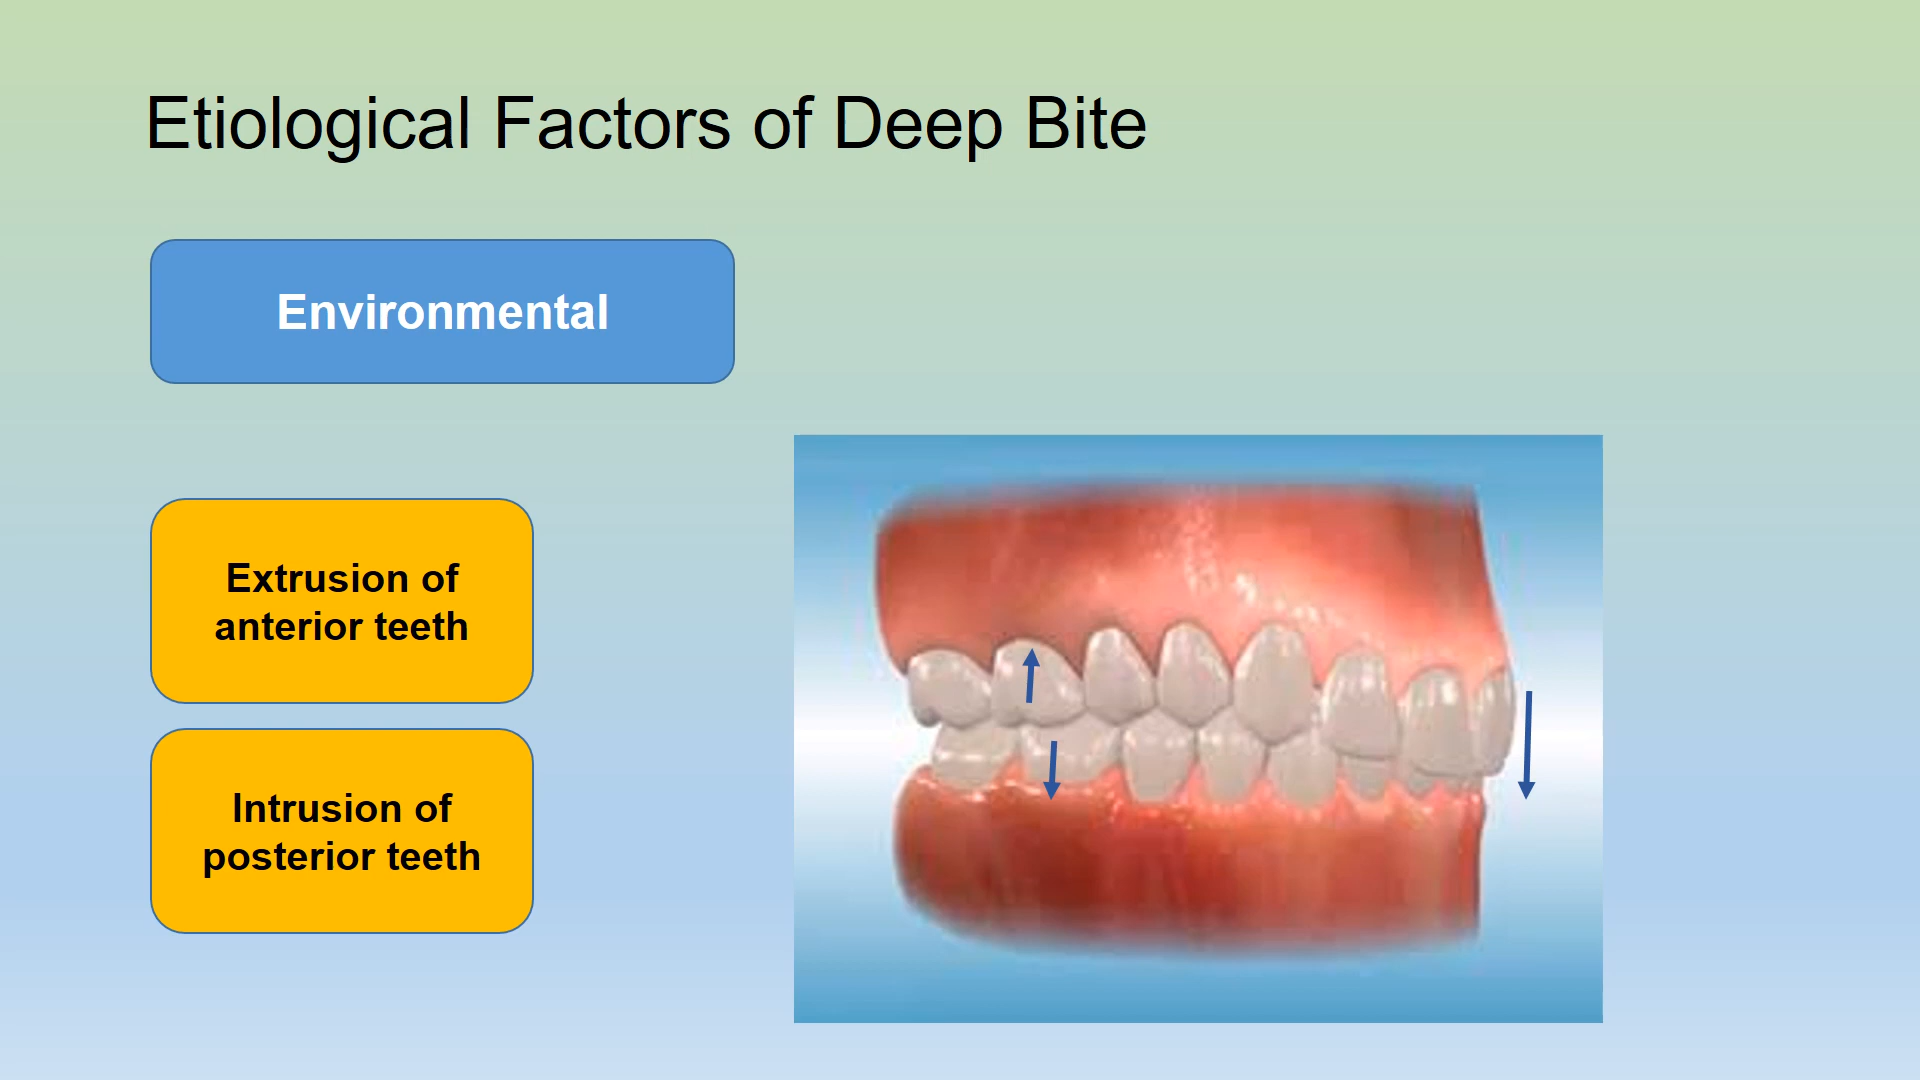 Etiological Factors of Deep Bite
Environmental
Extrusion of
anterior teeth
Intrusion of
posterior teeth